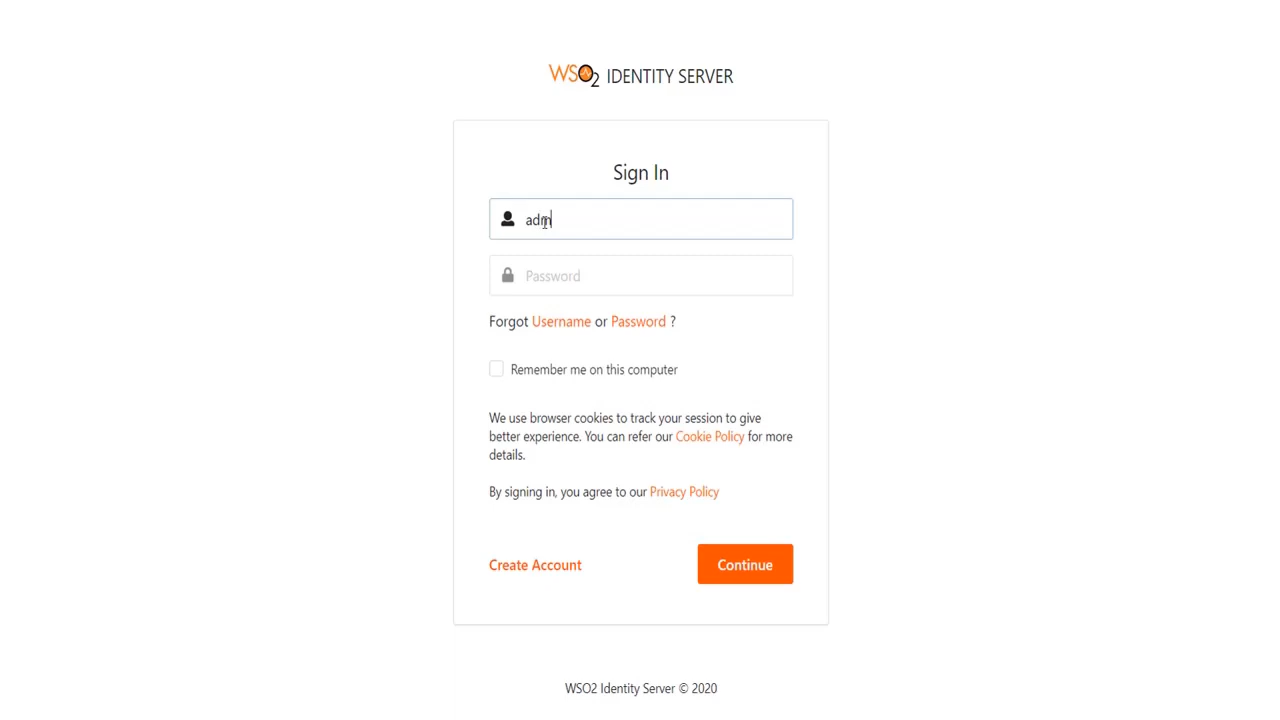 WSO2 IDENTITY SERVER
Sign In
adm
Password
Forgot Username or Password ?
Remember me on this computer
We use browser cookies to track your session to give
better experience. You can refer our Cookie Policy for more
details.
By signing in, you agree to our Privacy Policy
Create Account
Continue
WSO2 Identity Server © 2020